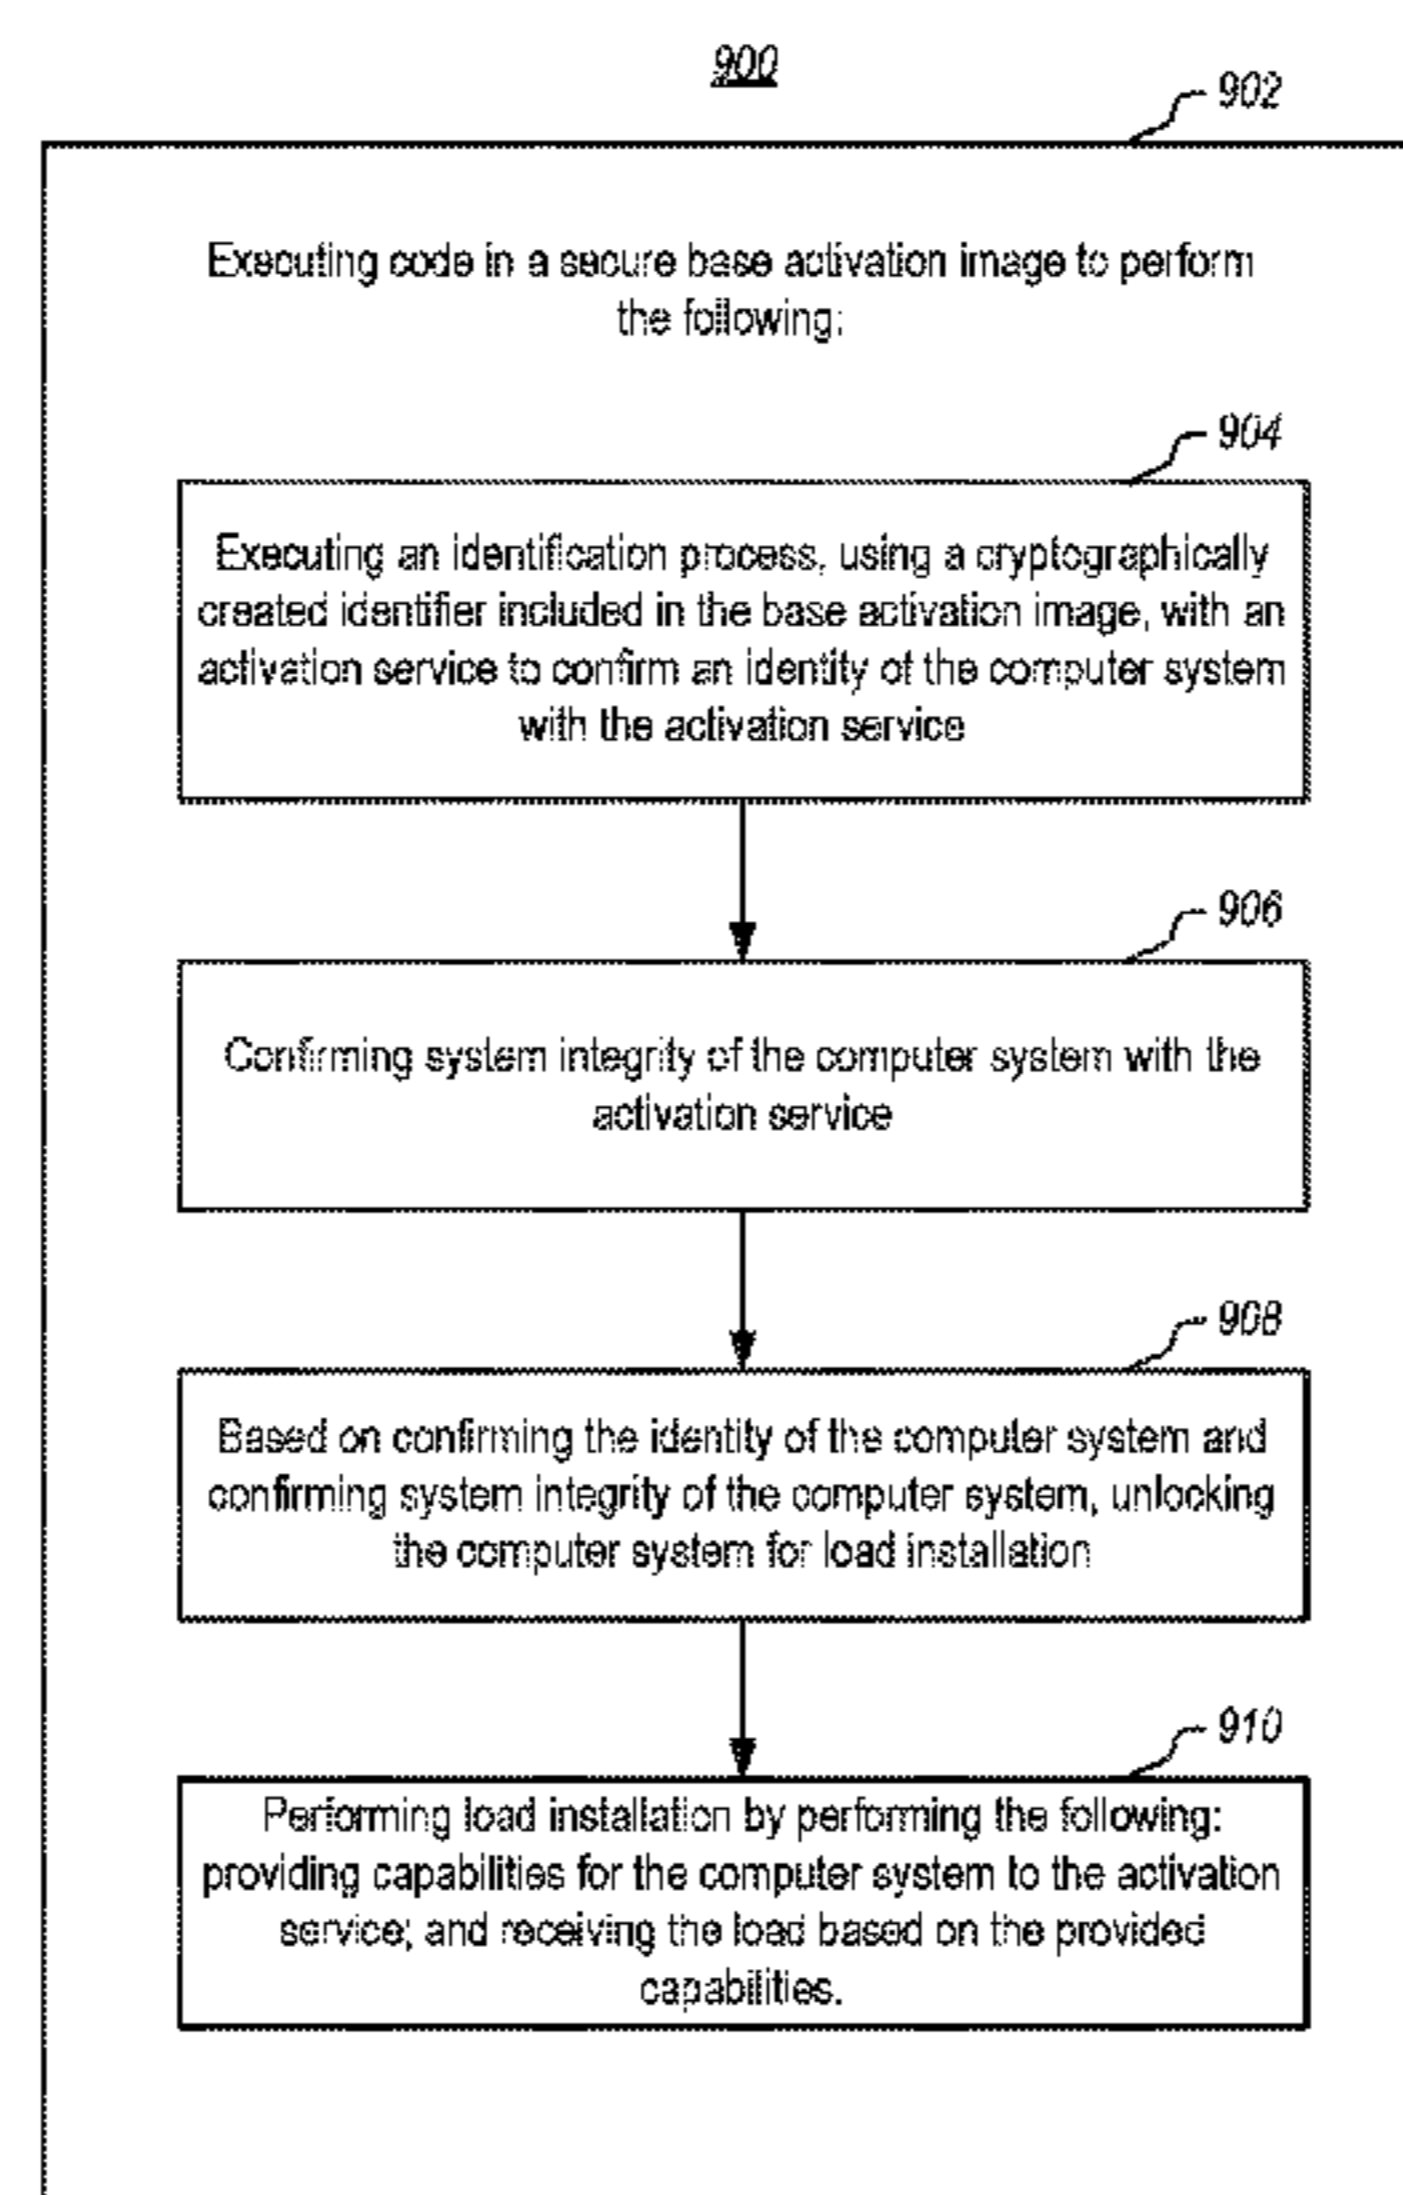 900
902
Executing code in a secure base activation image to perform
the following:
904
Executing an identification process, using a cryptographically
created identifier included in the base activation image, with an
activation service to confirm an identity of the computer system
with the activation service
906
Confirming system integrity of the computer system with the
activation service
908
Based on confirming the identity of the computer system and
confirming system integrity of the computer system, unlocking
the computer system for load installation
910
Performing load installation by performing the following:
providing capabilities for the computer system to the activation
service; and receiving the load based on the provided
capabilities.